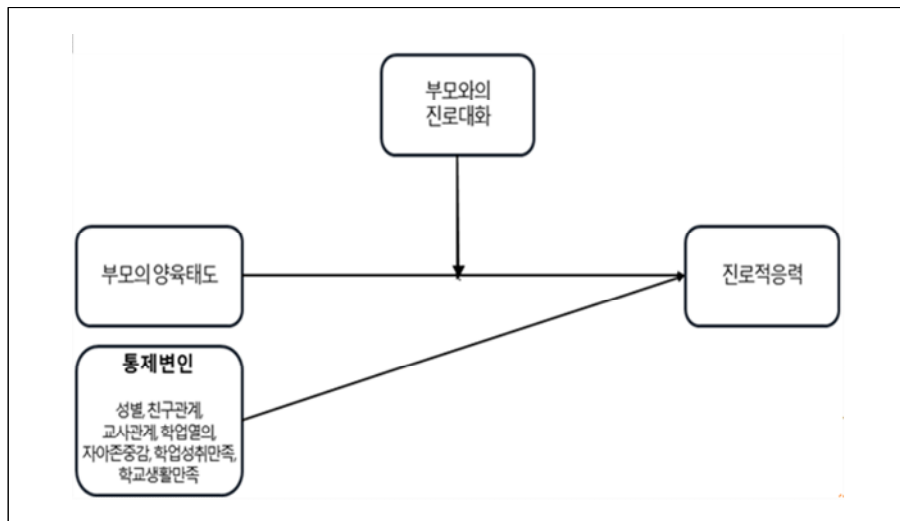 부모와의
진로대화
부모의 양육태도
진로적응력
통제변인
성별, 친구관계,
교사관계, 학업열의,
자아존중감, 학업성취만족,
학교생활만족